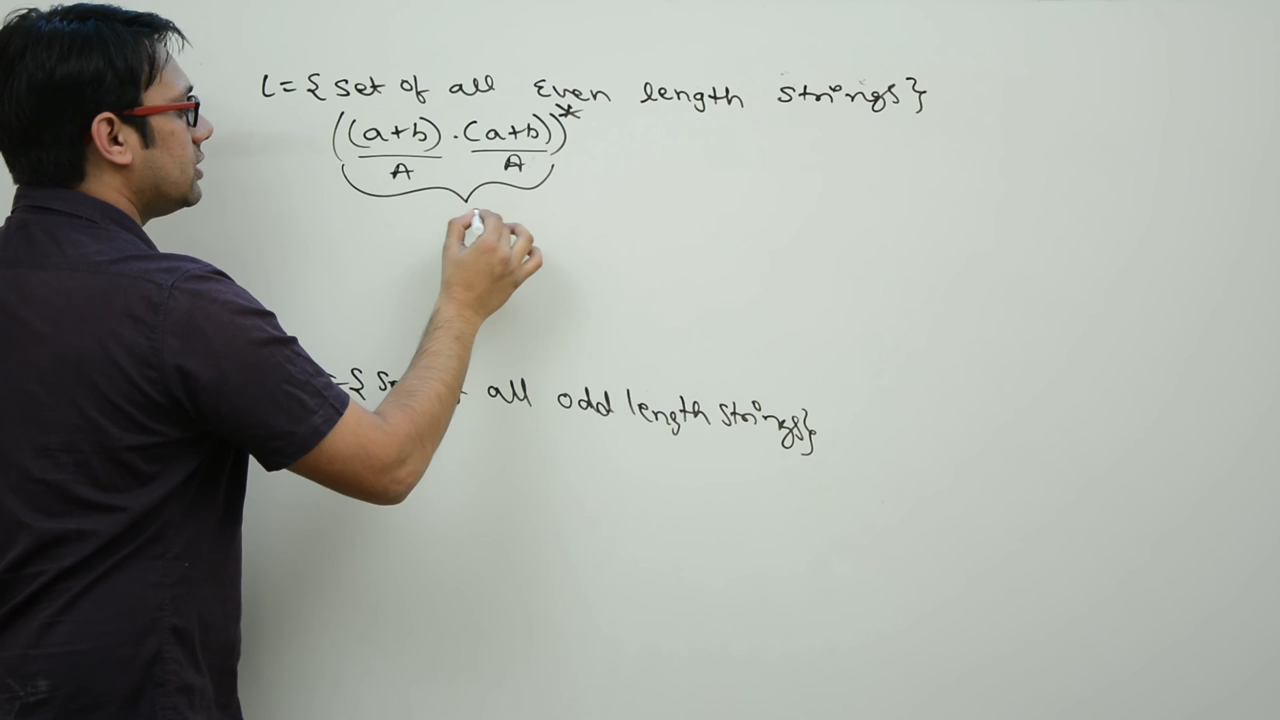 L={set of all Even length strings}
((a+b).(a+b))*
A A
={ all odd length strings}